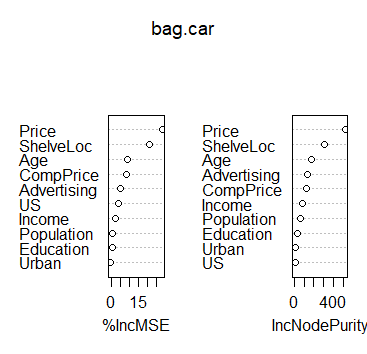 bag.car
Price
ShelveLoc
Age
CompPrice
Advertising
US
Income
Population
Education
Urban
0 15
%IncMSE
Price
ShelveLoc
Age
Advertising
CompPrice
Income
Population
Education
Urban
US
0 400
IncNodePurity